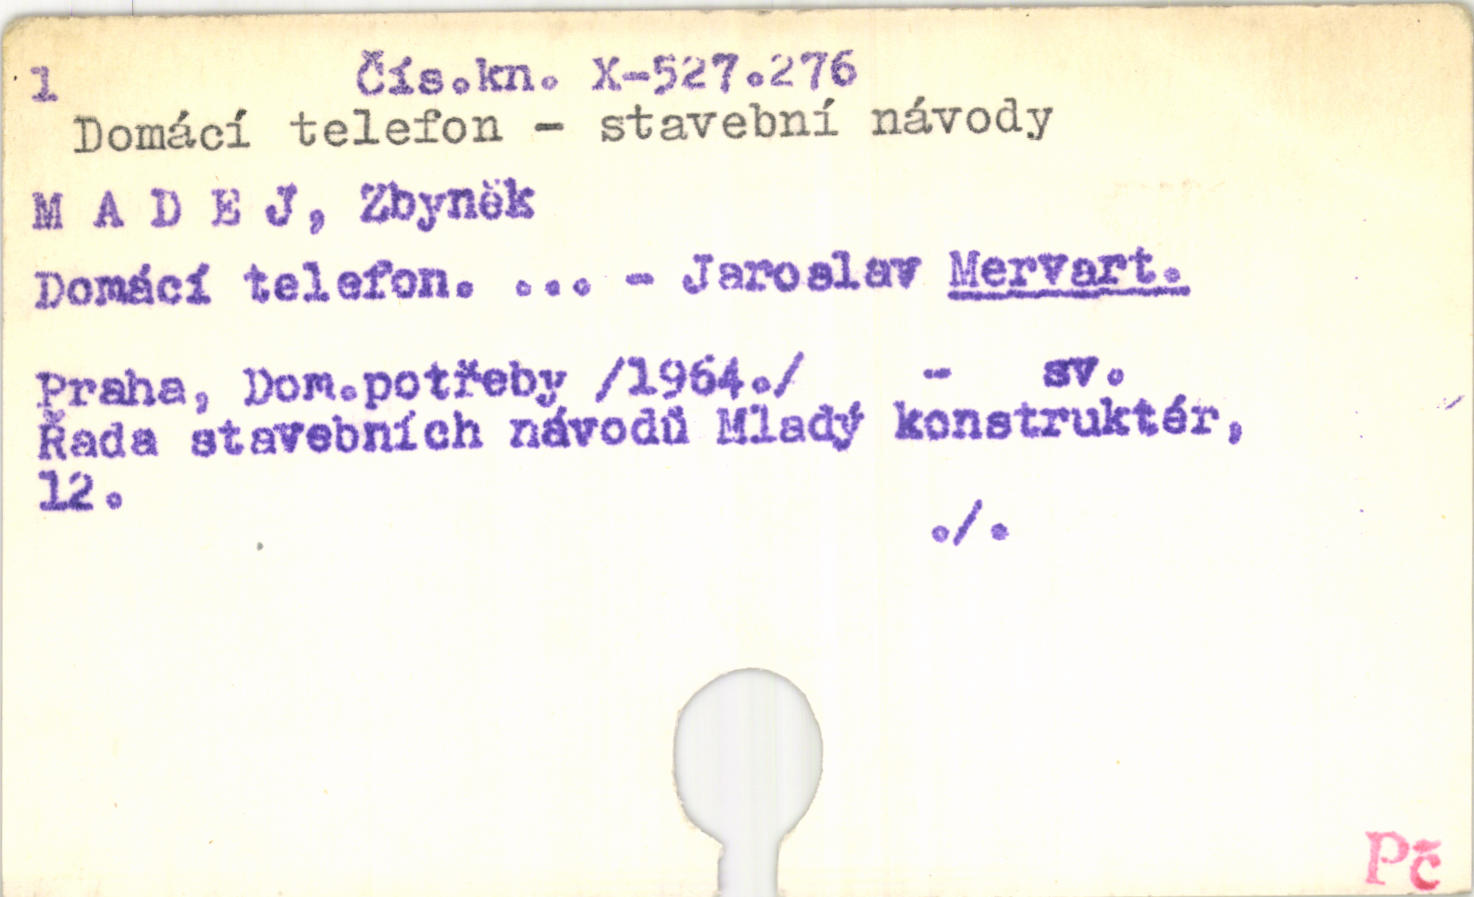 1 Čís.kn. X-527.276
Domácí telefon - stavební návody
M A D E J, Zbyněk
Domácí telefon. ... - Jaroslav Mervart.
Praha, Dom.potřeby /1964./ - sv.
Řada stavebních návodů Mladý konstruktér,
12.
./.
Pč